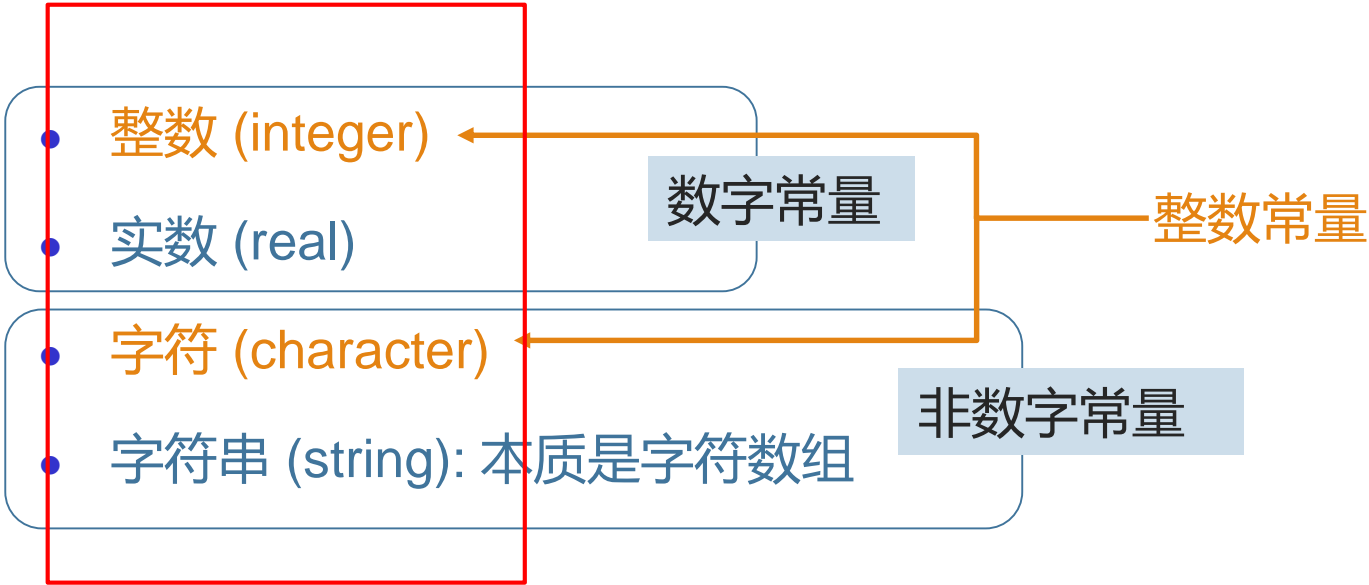 整数 (integer)
数字常量
整数常量
实数 (real)
字符 (character)
非数字常量
字符串 (string): 本质是字符数组